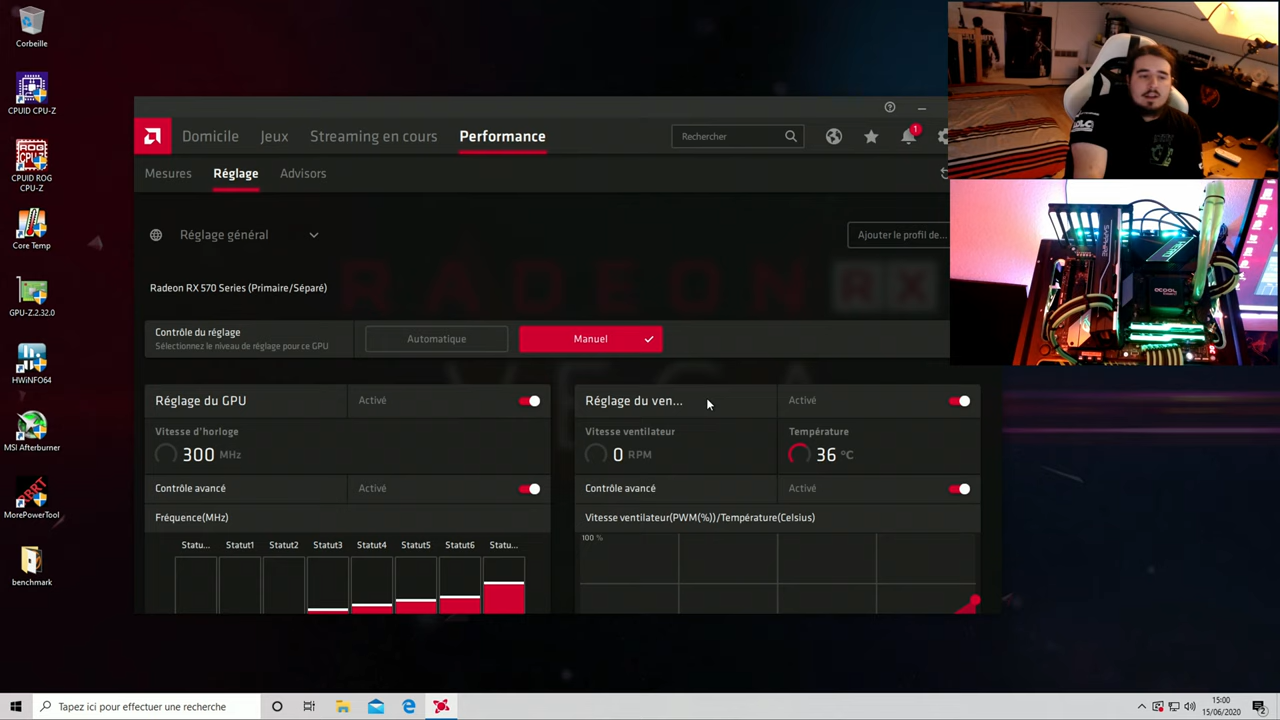 Corbeille
CPUID CPU-Z
CPUID ROG
CPU-Z
Core Temp
GPU-Z.2.32.0
HWiNFO64
MSI Afterburner
MorePowerTool
benchmark
Domicile
Jeux
Streaming en cours
Performance
Rechercher
1
Mesures
Réglage
Advisors
Réglage général
Ajouter le profil de...
Radeon RX 570 Series (Primaire/Séparé)
Contrôle du réglage
Sélectionnez le niveau de réglage pour ce GPU
Automatique
Manuel
Réglage du GPU
Activé
Vitesse d'horloge
300 MHz
Contrôle avancé
Activé
Fréquence(MHz)
Statu... Statut1 Statut2 Statut3 Statut4 Statut5 Statut6 Statu...
Réglage du ven...
Activé
Vitesse ventilateur
0 RPM
Température
36 °C
Contrôle avancé
Activé
Vitesse ventilateur(PWM(%))/Température(Celsius)
100 %
Tapez ici pour effectuer une recherche
15:00
15/06/2020
2